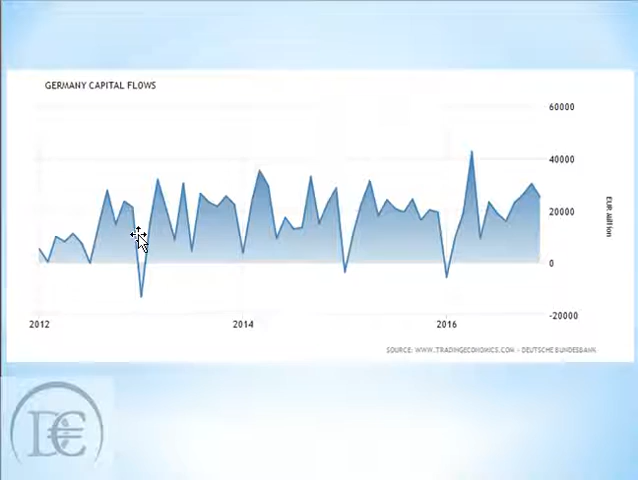 GERMANY CAPITAL FLOWS
60000
40000
20000
0
-20000
EUR Million
2012
2014
2016
SOURCE: WWW.TRADINGECONOMICS.COM - DEUTSCHE BUNDESBANK
D€